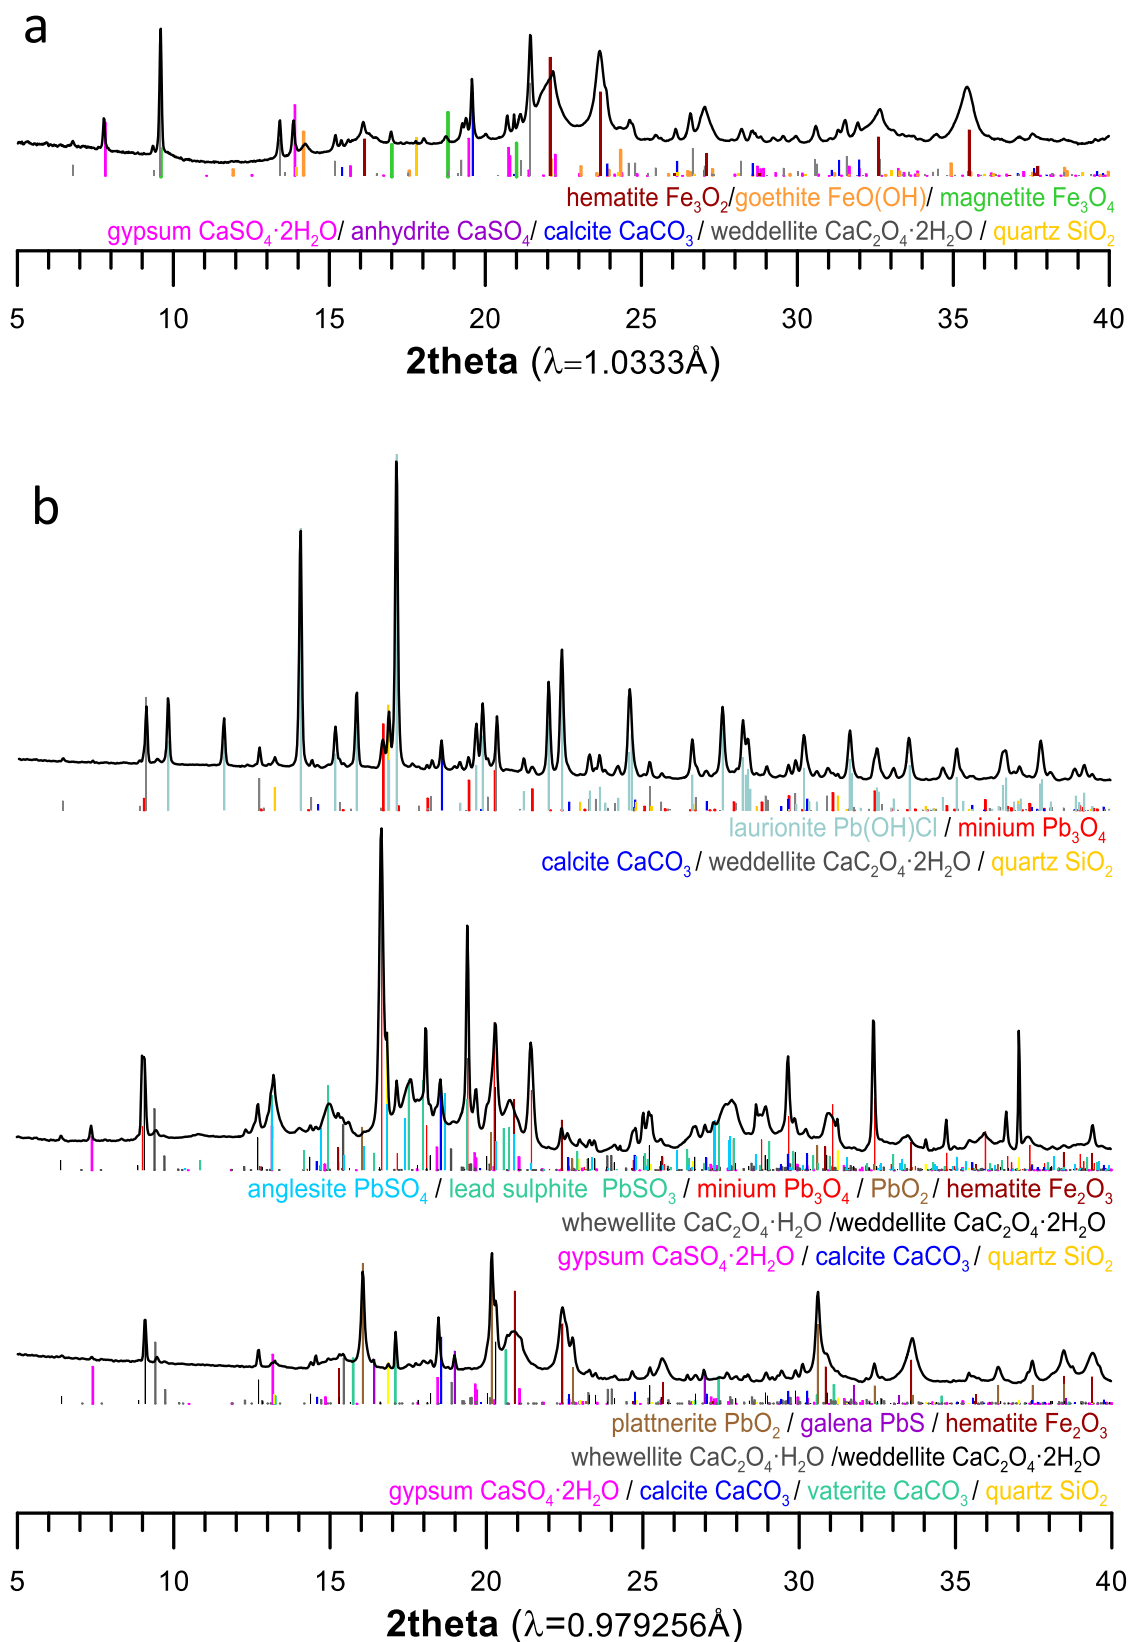 a
hematite Fe₃O₂/goethite FeO(OH)/ magnetite Fe₃O₄
gypsum CaSO₄·2H₂O/ anhydrite CaSO₄/ calcite CaCO₃/ weddellite CaC₂O₄·2H₂O / quartz SiO₂
5 10 15 20 25 30 35 40
2theta (λ=1.0333Å)
b
laurionite Pb(OH)Cl / minium Pb₃O₄
calcite CaCO₃ / weddellite CaC₂O₄·2H₂O / quartz SiO₂
anglesite PbSO₄ / lead sulphite PbSO₃ / minium Pb₃O₄ / PbO₂ / hematite Fe₂O₃
whewellite CaC₂O₄·H₂O /weddellite CaC₂O₄·2H₂O
gypsum CaSO₄·2H₂O / calcite CaCO₃ / quartz SiO₂
plattnerite PbO₂ / galena PbS / hematite Fe₂O₃
whewellite CaC₂O₄·H₂O /weddellite CaC₂O₄·2H₂O
gypsum CaSO₄·2H₂O / calcite CaCO₃ / vaterite CaCO₃ / quartz SiO₂
5 10 15 20 25 30 35 40
2theta (λ=0.979256Å)